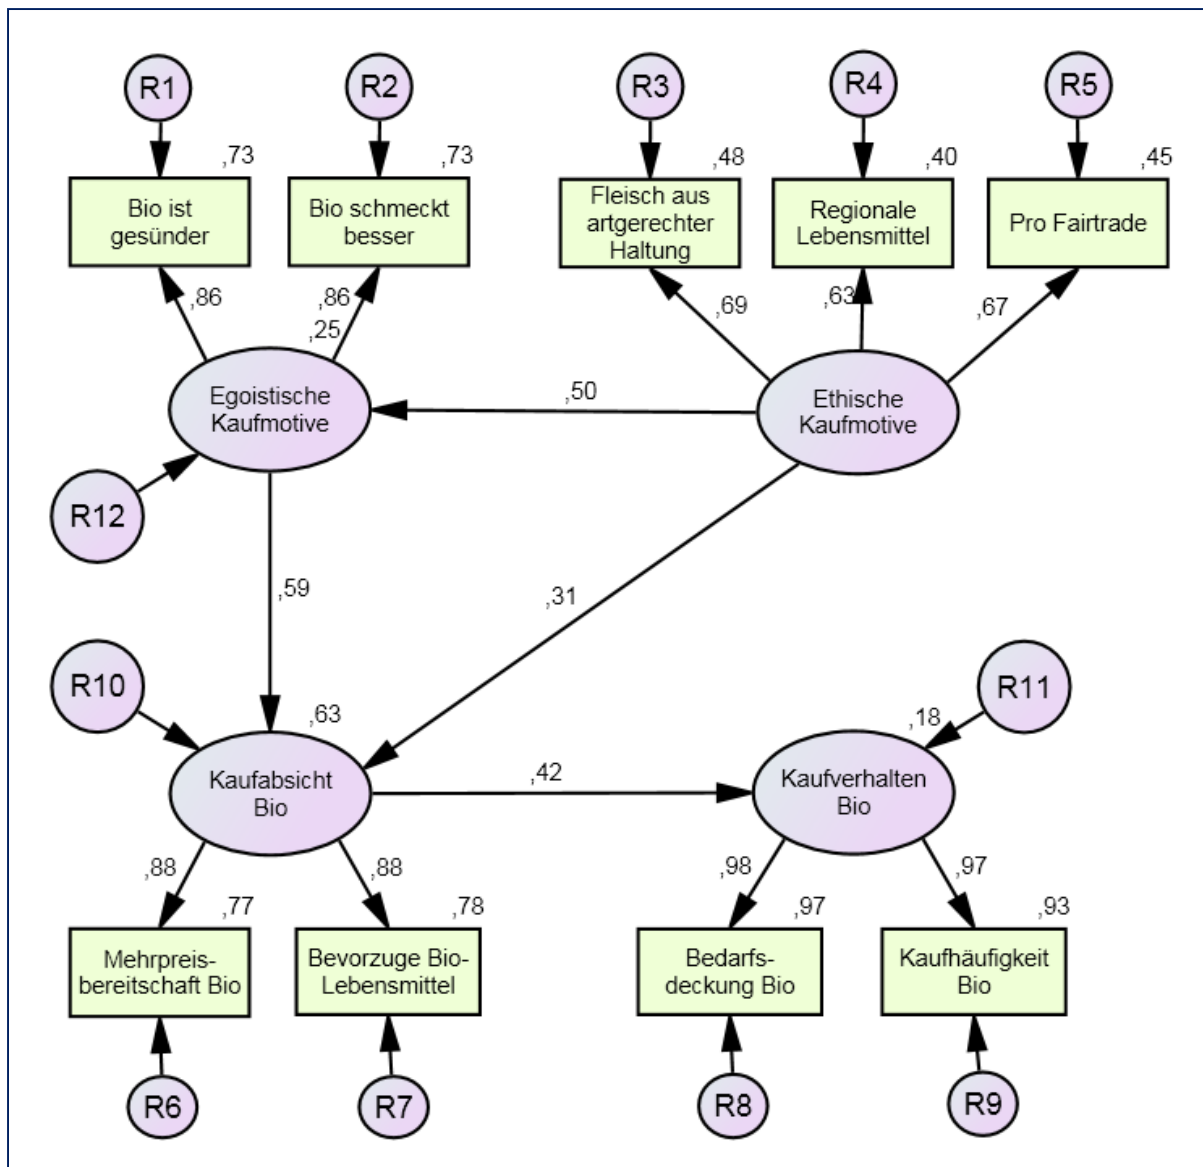 R1
R2
R3
R4
R5
,73
,73
,48
,40
,45
Bio ist
gesünder
Bio schmeckt
besser
Fleisch aus
artgerechter
Haltung
Regionale
Lebensmittel
Pro Fairtrade
,86
,86
,25
,69
,63
,67
Egoistische
Kaufmotive
,50
Ethische
Kaufmotive
R12
,59
,31
R10
R11
,63
,18
Kaufabsicht
Bio
,42
Kaufverhalten
Bio
,88
,88
,98
,97
,77
,78
,97
,93
Mehrpreis-
bereitschaft Bio
Bevorzuge Bio-
Lebensmittel
Bedarfs-
deckung Bio
Kaufhäufigkeit
Bio
R6
R7
R8
R9